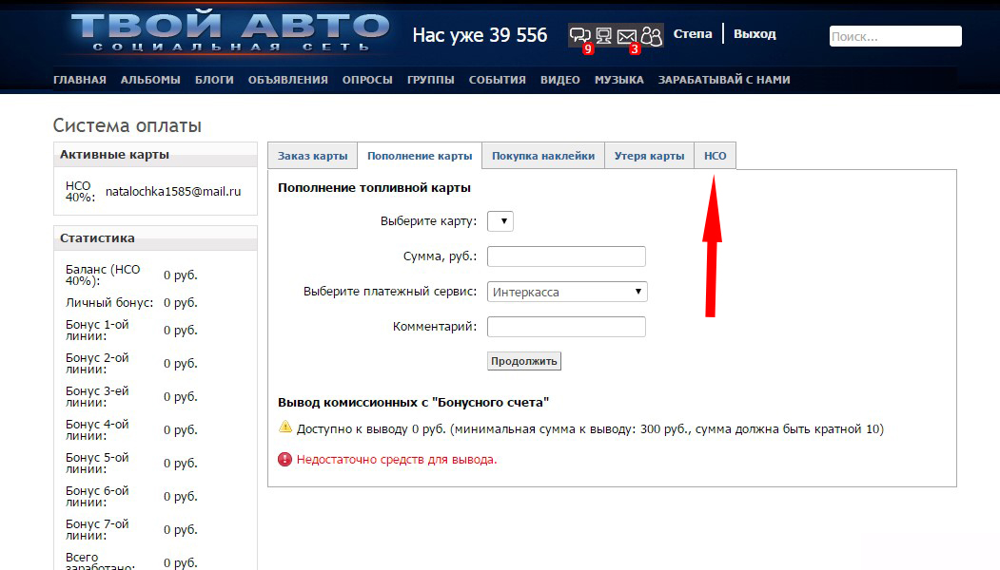 ТВОЙ АВТО
СОЦИАЛЬНАЯ СЕТЬ
Нас уже 39 556
9
3
Степа
Выход
Поиск...
ГЛАВНАЯ АЛЬБОМЫ БЛОГИ ОБЪЯВЛЕНИЯ ОПРОСЫ ГРУППЫ СОБЫТИЯ ВИДЕО МУЗЫКА ЗАРАБАТЫВАЙ С НАМИ
Система оплаты
Активные карты
НСО
40%:
natalochka1585@mail.ru
Статистика
Баланс (НСО
40%):
0 руб.
Личный бонус: 0 руб.
Бонус 1-ой
линии:
0 руб.
Бонус 2-ой
линии:
0 руб.
Бонус 3-ей
линии:
0 руб.
Бонус 4-ой
линии:
0 руб.
Бонус 5-ой
линии:
0 руб.
Бонус 6-ой
линии:
0 руб.
Бонус 7-ой
линии:
0 руб.
Всего
заработано:
0 руб.
Заказ карты Пополнение карты Покупка наклейки Утеря карты НСО
Пополнение топливной карты
Выберите карту:
Сумма, руб.:
Выберите платежный сервис: Интеркасса
Комментарий:
Продолжить
Вывод комиссионных с "Бонусного счета"
Доступно к выводу 0 руб. (минимальная сумма к выводу: 300 руб., сумма должна быть кратной 10)
Недостаточно средств для вывода.